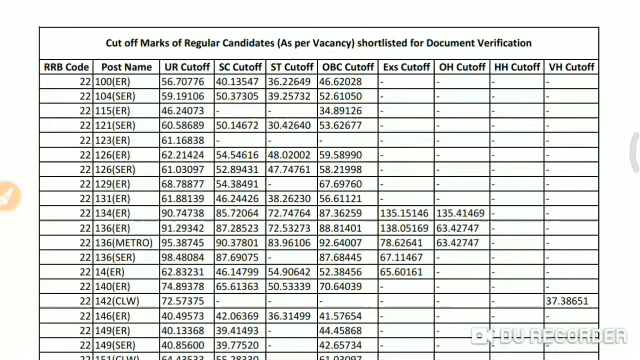 Cut off Marks of Regular Candidates (As per Vacancy) shortlisted for Document Verification
RRB Code Post Name UR Cutoff SC Cutoff ST Cutoff OBC Cutoff Exs Cutoff OH Cutoff HH Cutoff VH Cutoff
22 100(ER) 56.70776 40.13547 36.22649 46.62028 - - - -
22 104(SER) 59.19106 50.37305 39.25732 52.61050 - - - -
22 115(ER) 46.24073 - - 34.89126 - - - -
22 121(SER) 60.58689 50.14672 30.42640 53.62677 - - - -
22 123(ER) 61.16838 - - - - - - -
22 126(ER) 62.21424 54.54616 48.02002 59.58990 - - - -
22 126(SER) 61.03097 52.89431 47.74761 58.21998 - - - -
22 129(ER) 68.78877 54.38491 - 67.69760 - - - -
22 131(ER) 61.88139 46.24426 38.26230 56.61121 - - - -
22 134(ER) 90.74738 85.72064 72.74764 87.36259 135.15146 135.41469 - -
22 136(ER) 91.29342 87.28523 72.53273 88.81401 138.05169 63.42747 - -
22 136(METRO) 95.38745 90.37801 83.96106 92.64007 78.62641 63.42747 - -
22 136(SER) 98.48084 87.69075 - 87.68445 67.11467 - - -
22 14(ER) 62.83231 46.14799 54.90642 52.38456 65.60161 - - -
22 140(ER) 74.89378 65.61363 50.53339 70.64039 - - - -
22 142(CLW) 72.57375 - - - - - - 37.38651
22 146(ER) 40.49573 42.06369 36.31499 41.57654 - - - -
22 149(ER) 40.13368 39.41493 - 44.45868 - - - -
22 149(SER) 40.85600 39.77520 - 42.65734 - - - -
22 151(CLW) 64.43533 55.28330 - 61.03097 - - - -
DU RECORDER